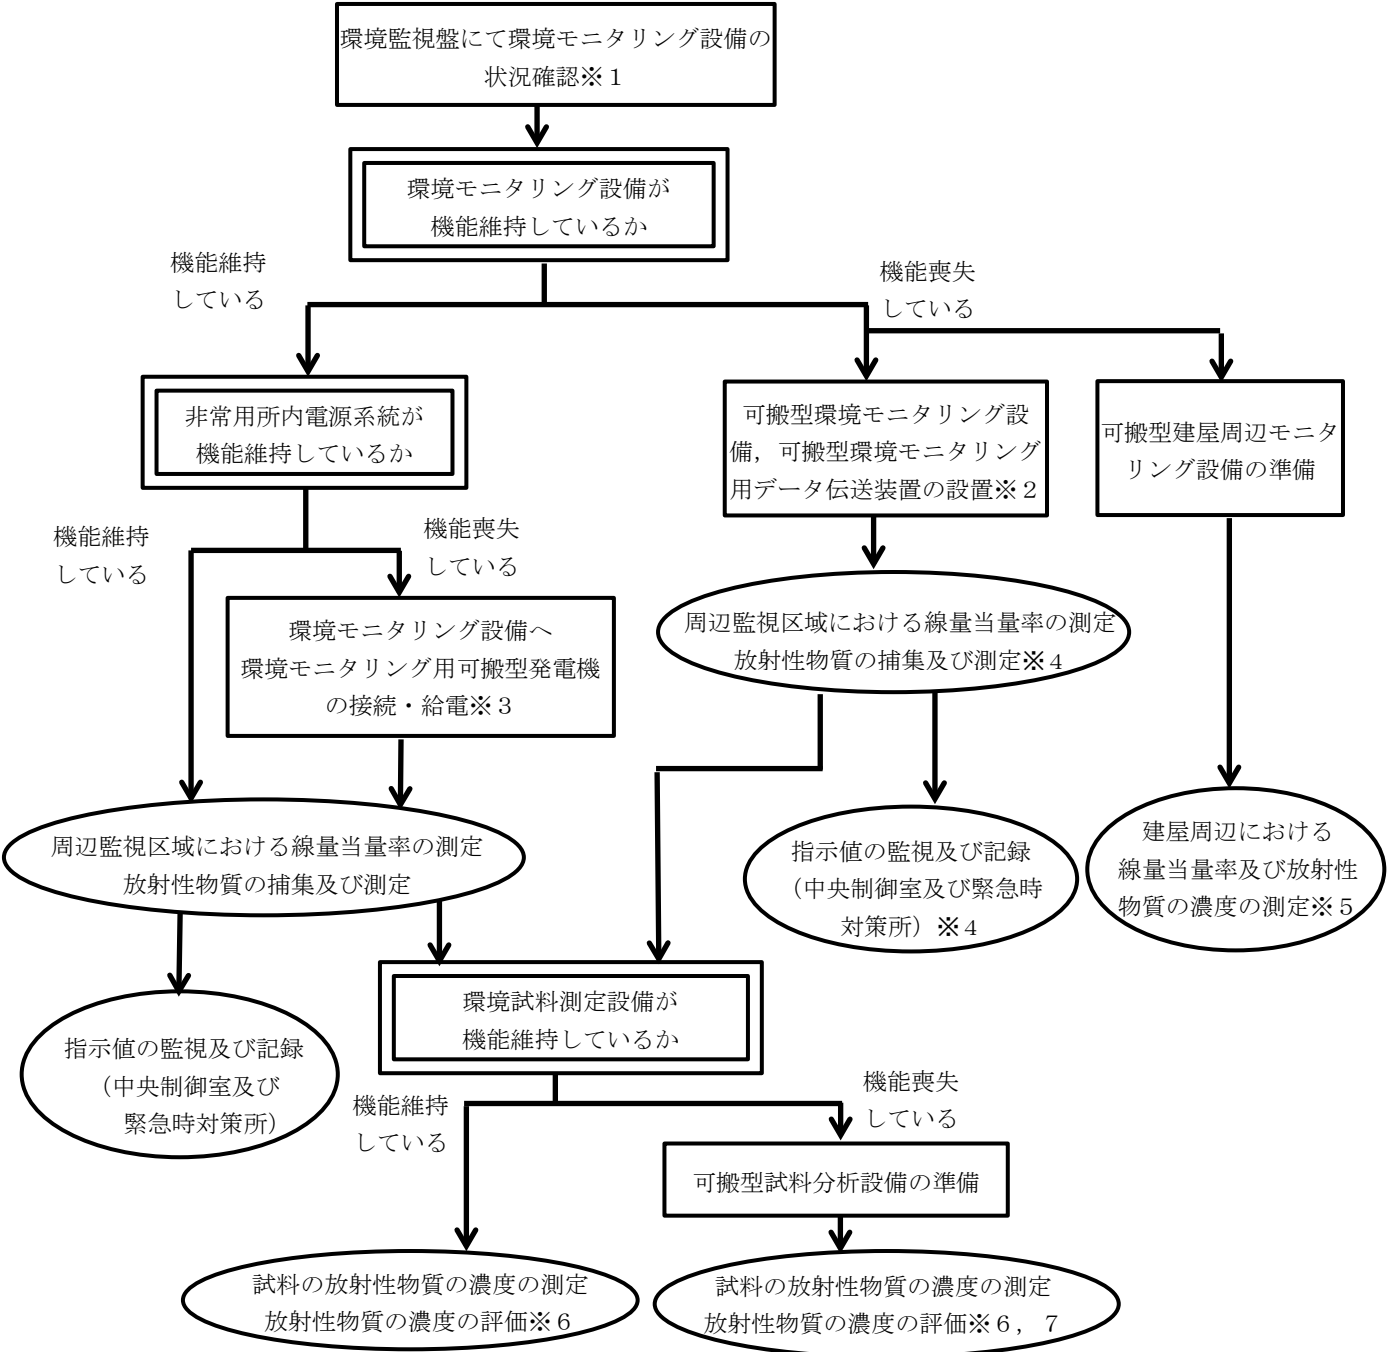 環境監視盤にて環境モニタリング設備の
状況確認※１
環境モニタリング設備が
機能維持しているか
機能維持
している
機能喪失
している
非常用所内電源系統が
機能維持しているか
可搬型環境モニタリング設
備，可搬型環境モニタリング
用データ伝送装置の設置※２
可搬型建屋周辺モニタ
リング設備の準備
機能維持
している
機能喪失
している
環境モニタリング設備へ
環境モニタリング用可搬型発電機
の接続・給電※３
周辺監視区域における線量当量率の測定
放射性物質の捕集及び測定※４
周辺監視区域における線量当量率の測定
放射性物質の捕集及び測定
指示値の監視及び記録
（中央制御室及び緊急時
対策所）※４
建屋周辺における
線量当量率及び放射性
物質の濃度の測定※５
指示値の監視及び記録
（中央制御室及び
緊急時対策所）
環境試料測定設備が
機能維持しているか
機能維持
している
機能喪失
している
可搬型試料分析設備の準備
試料の放射性物質の濃度の測定
放射性物質の濃度の評価※６
試料の放射性物質の濃度の測定
放射性物質の濃度の評価※６，７